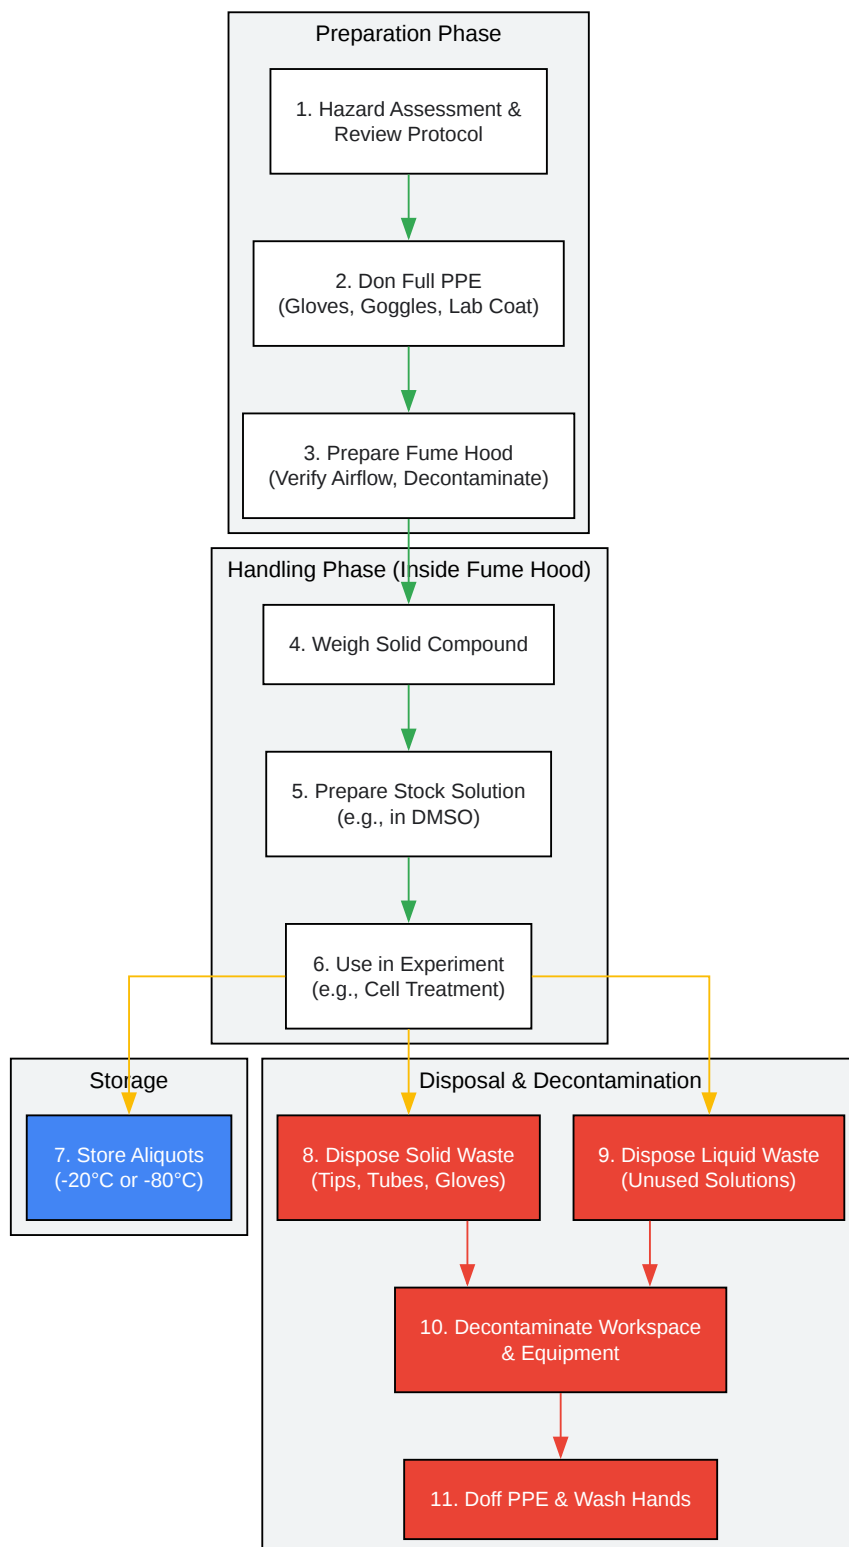 Preparation Phase
1. Hazard Assessment &
Review Protocol
2. Don Full PPE
(Gloves, Goggles, Lab Coat)
3. Prepare Fume Hood
(Verify Airflow, Decontaminate)
Handling Phase (Inside Fume Hood)
4. Weigh Solid Compound
5. Prepare Stock Solution
(e.g., in DMSO)
6. Use in Experiment
(e.g., Cell Treatment)
Storage
7. Store Aliquots
(-20°C or -80°C)
Disposal & Decontamination
8. Dispose Solid Waste
(Tips, Tubes, Gloves)
9. Dispose Liquid Waste
(Unused Solutions)
10. Decontaminate Workspace
& Equipment
11. Doff PPE & Wash Hands